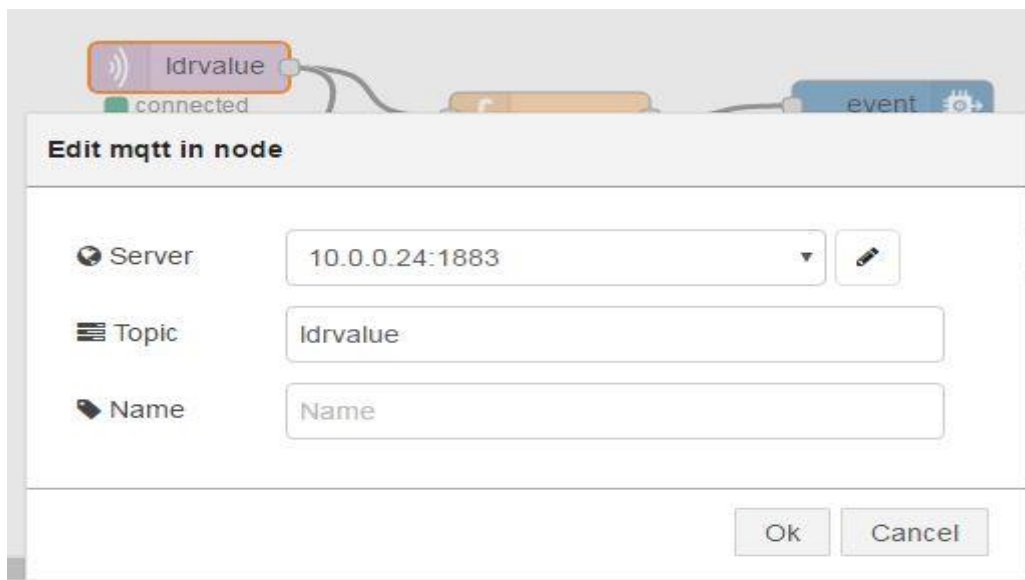 ldrvalue
connected
event
Edit mqtt in node
Server
10.0.0.24:1883
Topic
ldrvalue
Name
Name
Ok
Cancel